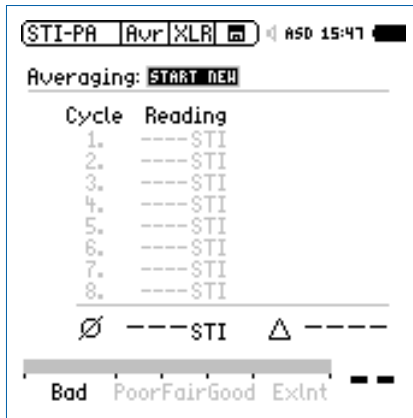 STI-PA Avr XLR ASD 15:47
Averaging: START NEW
Cycle Reading
1. ----STI
2. ----STI
3. ----STI
4. ----STI
5. ----STI
6. ----STI
7. ----STI
8. ----STI
Ø ---STI Δ ----
Bad Poor Fair Good Exlnt --